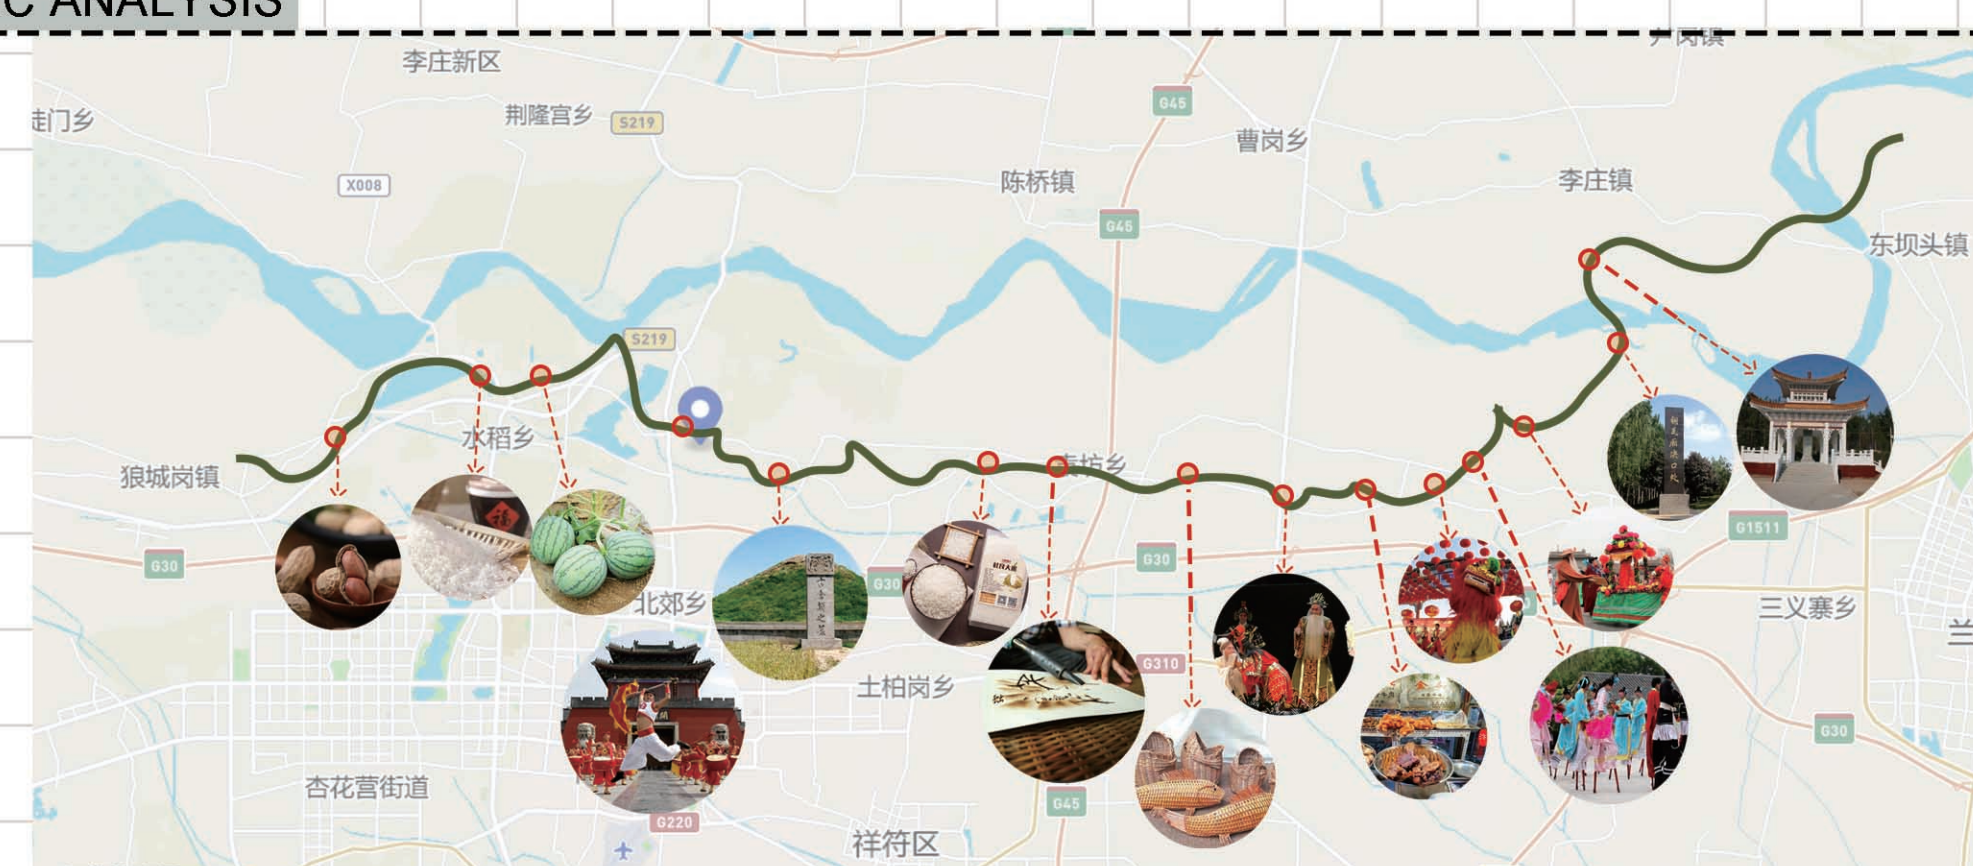 C ANALYSIS
李庄新区
荆隆宫乡
S219
X008
陈桥镇
G45
G45
曹岗乡
李庄镇
东坝头镇
S219
水稻乡
狼城岗镇
福
G30
北郊乡
G30
G30
G1511
三义寨乡
土柏岗乡
G310
G30
G45
杏花营街道
G220
祥符区